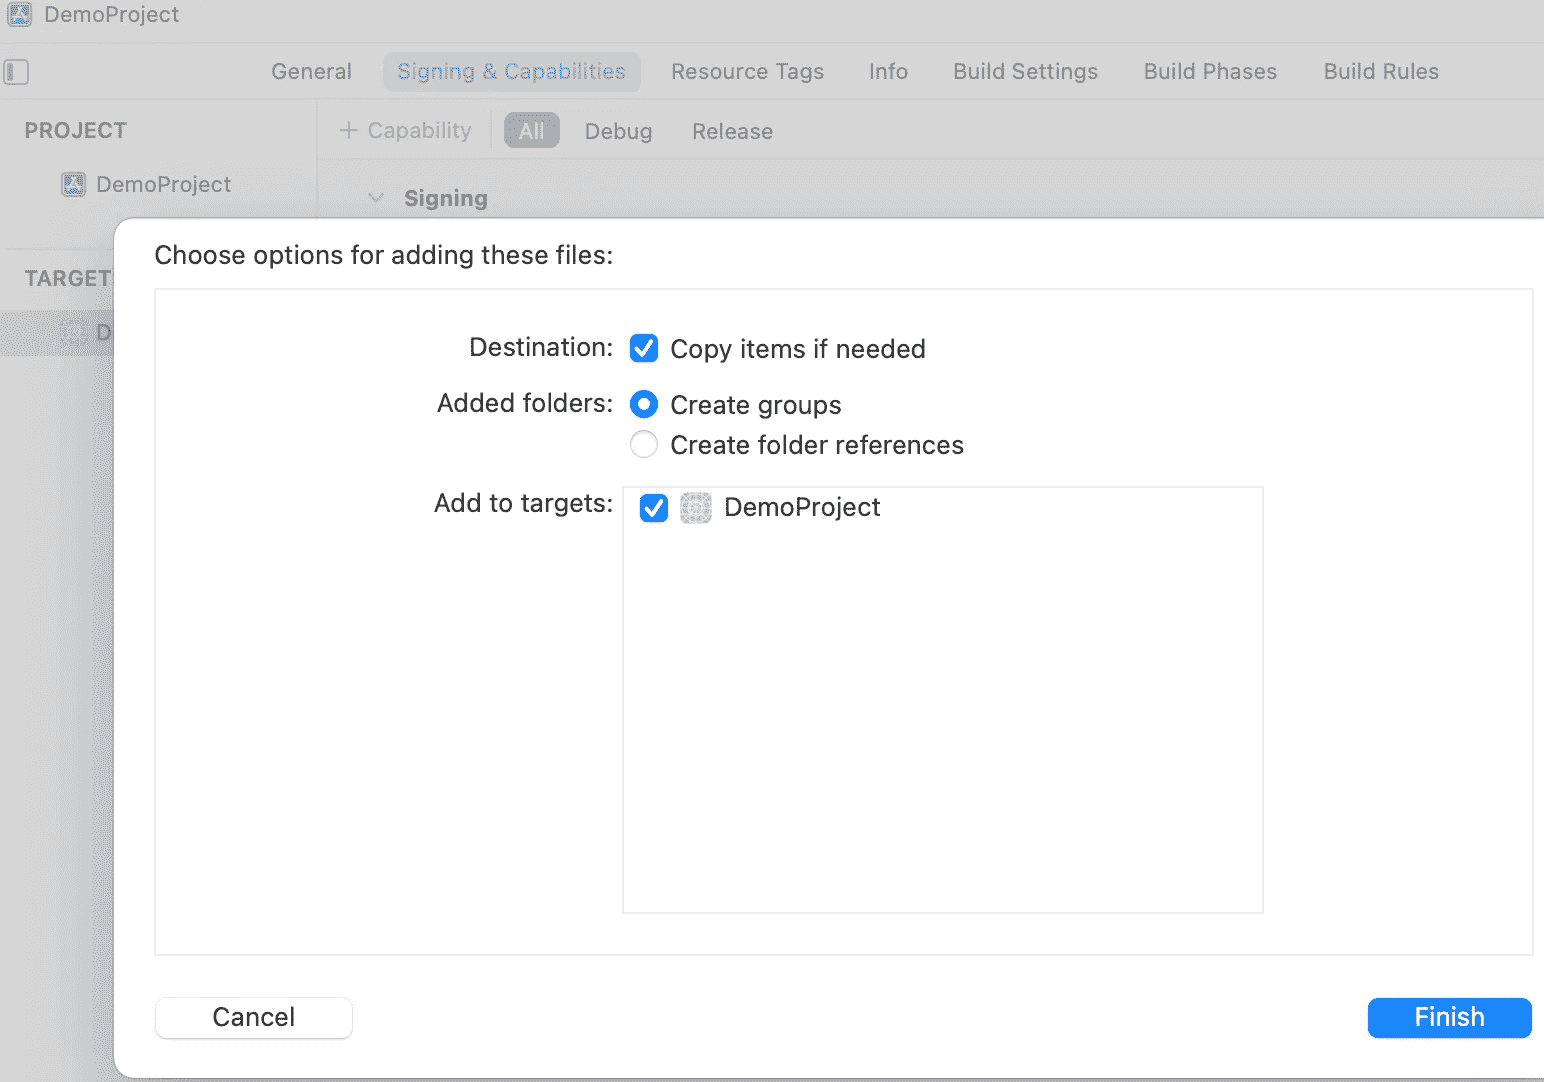 DemoProject
General Signing & Capabilities Resource Tags Info Build Settings Build Phases Build Rules
PROJECT
+ Capability All Debug Release
DemoProject
Signing
Choose options for adding these files:
TARGET
D
Destination: Copy items if needed
Added folders: Create groups
Create folder references
Add to targets: DemoProject
Cancel Finish